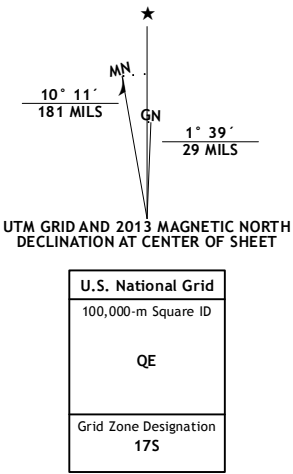 ★
MN
10° 11´
181 MILS
GN
1° 39´
29 MILS
UTM GRID AND 2013 MAGNETIC NORTH
DECLINATION AT CENTER OF SHEET
U.S. National Grid
100,000-m Square ID
QE
Grid Zone Designation
17S